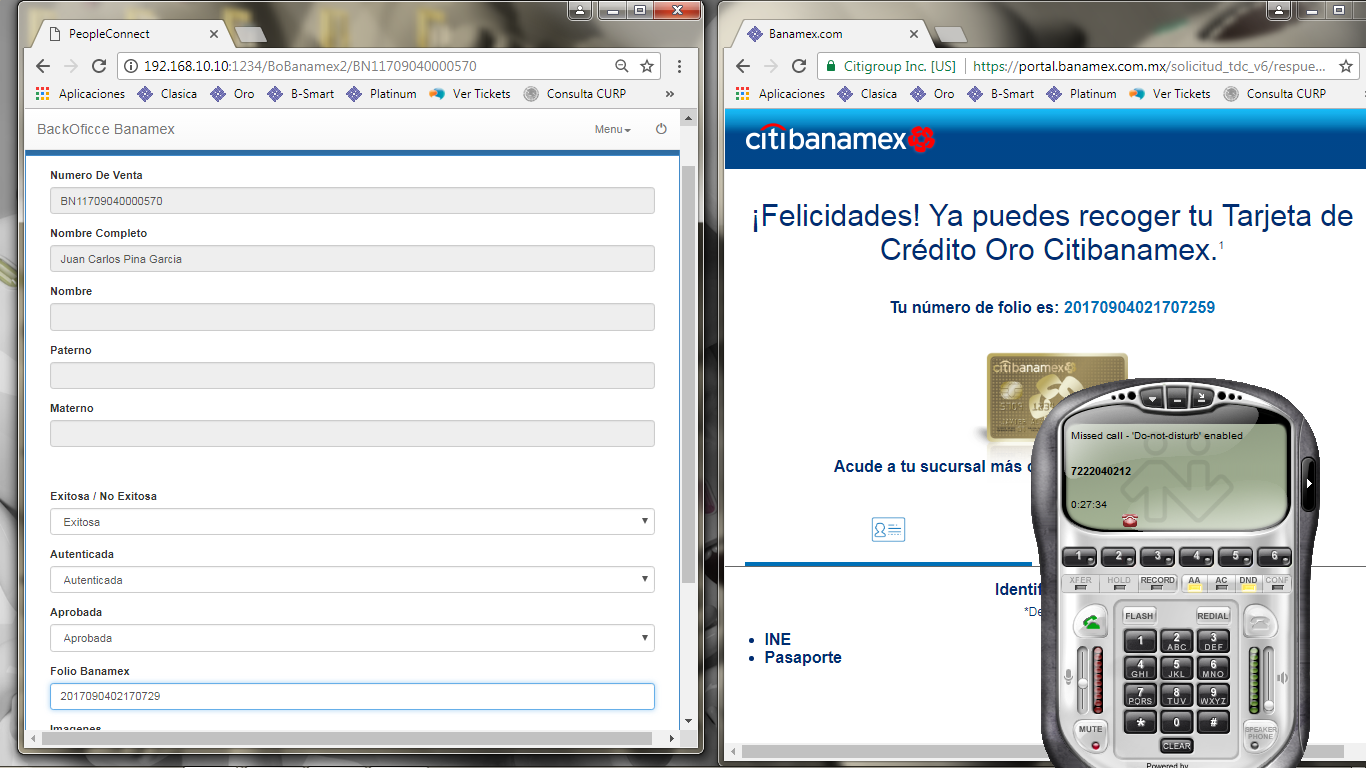 PeopleConnect
192.168.10.10:1234/BoBanamex2/BN11709040000570
Aplicaciones Clasica Oro B-Smart Platinum Ver Tickets Consulta CURP »
BackOficce Banamex
Menu
Numero De Venta
BN11709040000570
Nombre Completo
Juan Carlos Pina Garcia
Nombre
Paterno
Materno
Exitosa / No Exitosa
Exitosa
Autenticada
Autenticada
Aprobada
Aprobada
Folio Banamex
2017090402170729
Imagenes
Banamex.com
Citigroup Inc. [US] https://portal.banamex.com.mx/solicitud_tdc_v6/respue...
Aplicaciones Clasica Oro B-Smart Platinum Ver Tickets Consulta CURP
citibanamex
¡Felicidades! Ya puedes recoger tu Tarjeta de
Crédito Oro Citibanamex.1
Tu número de folio es: 20170904021707259
citibanamex
Acude a tu sucursal más
Identif
*De
INE
Pasaporte
Missed call - 'Do-not-disturb' enabled
7222040212
0:27:34
1 2 3 4 5 6
XFER HOLD RECORD AA AC DND CONF
FLASH REDIAL
1 2 ABC 3 DEF
4 GHI 5 JKL 6 MNO
7 PQRS 8 TUV 9 WXYZ
* 0 #
MUTE
SPEAKER PHONE
CLEAR
Powered by